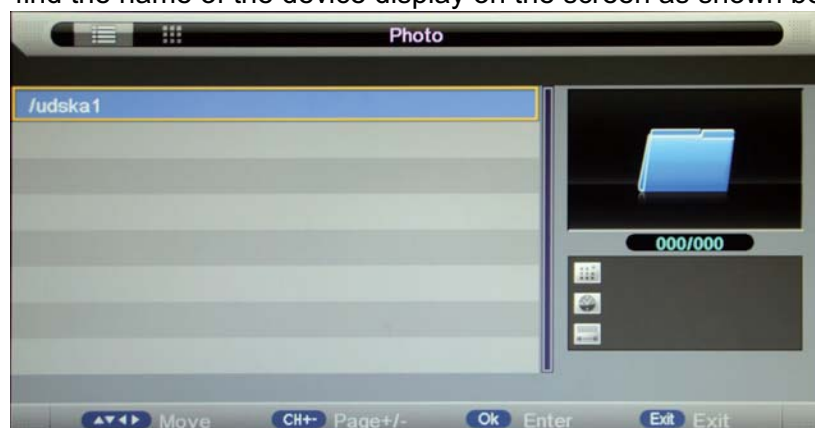 find the name of the device display on the screen as shown be
Photo
/udska1
000/000
Move CH+- Page+/- Ok Enter Exit Exit